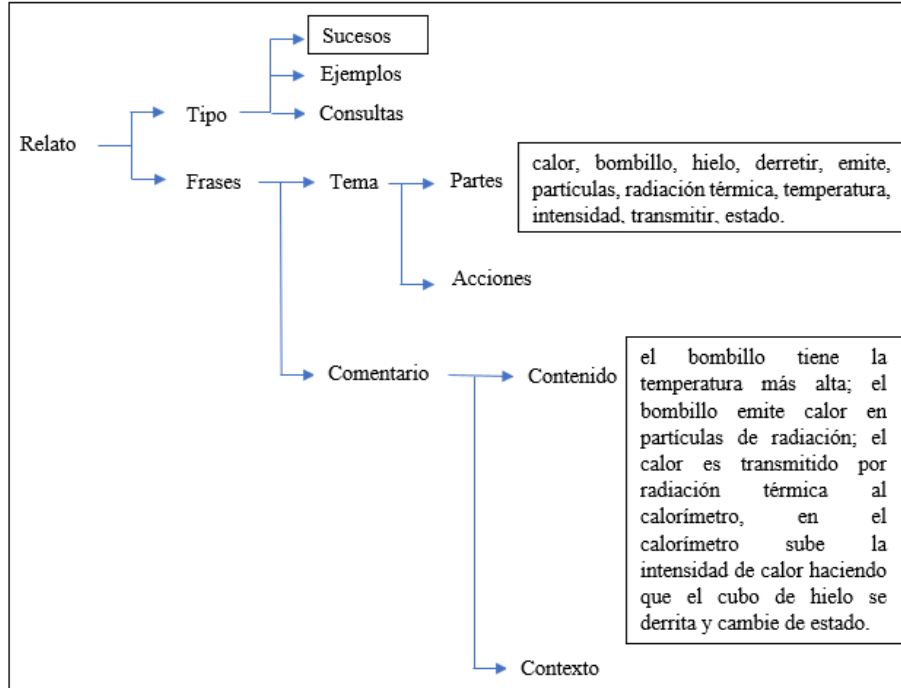 Sucesos
Ejemplos
Tipo
Consultas
Relato
Frases
Tema
Partes
calor, bombillo, hielo, derretir, emite,
partículas, radiación térmica, temperatura,
intensidad, transmitir, estado.
Acciones
Comentario
Contenido
el bombillo tiene la
temperatura más alta; el
bombillo emite calor en
partículas de radiación; el
calor es transmitido por
radiación térmica al
calorímetro, en el
calorímetro sube la
intensidad de calor haciendo
que el cubo de hielo se
derrita y cambie de estado.
Contexto